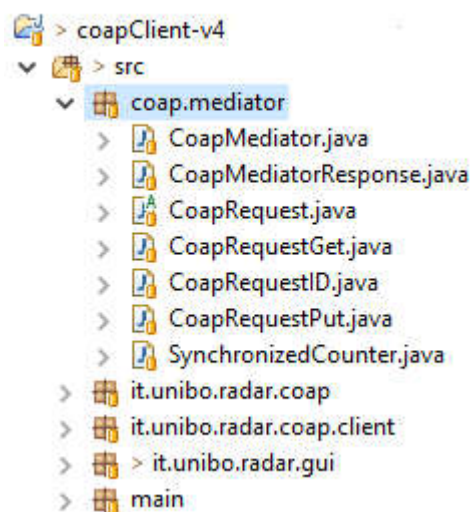 > coapClient-v4
> src
coap.mediator
CoapMediator.java
CoapMediatorResponse.java
CoapRequest.java
CoapRequestGet.java
CoapRequestID.java
CoapRequestPut.java
SynchronizedCounter.java
it.unibo.radar.coap
it.unibo.radar.coap.client
> it.unibo.radar.gui
main